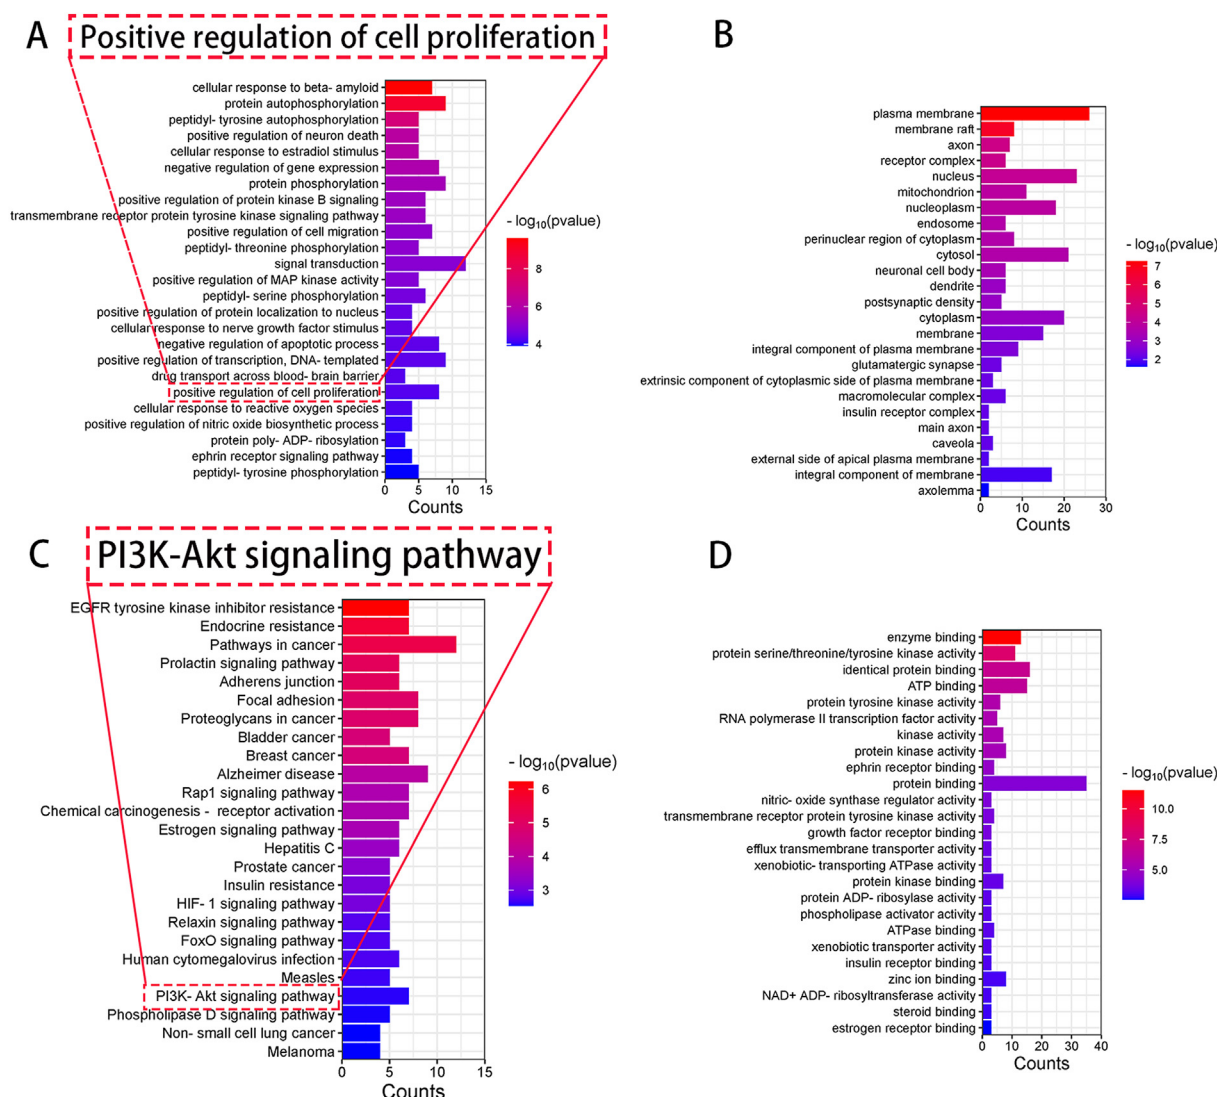 A
Positive regulation of cell proliferation
cellular response to beta- amyloid
protein autophosphorylation
peptidyl- tyrosine autophosphorylation
positive regulation of neuron death
cellular response to estradiol stimulus
negative regulation of gene expression
protein phosphorylation
positive regulation of protein kinase B signaling
transmembrane receptor protein tyrosine kinase signaling pathway
positive regulation of cell migration
peptidyl- threonine phosphorylation
signal transduction
positive regulation of MAP kinase activity
peptidyl- serine phosphorylation
positive regulation of protein localization to nucleus
cellular response to nerve growth factor stimulus
negative regulation of apoptotic process
positive regulation of transcription, DNA- templated
drug transport across blood- brain barrier
positive regulation of cell proliferation
cellular response to reactive oxygen species
positive regulation of nitric oxide biosynthetic process
protein poly- ADP- ribosylation
ephrin receptor signaling pathway
peptidyl- tyrosine phosphorylation
0 5 10 15
Counts
- log10(pvalue)
8
6
4
B
plasma membrane
membrane raft
axon
receptor complex
nucleus
mitochondrion
nucleoplasm
endosome
perinuclear region of cytoplasm
cytosol
neuronal cell body
dendrite
postsynaptic density
cytoplasm
membrane
integral component of plasma membrane
glutamatergic synapse
extrinsic component of cytoplasmic side of plasma membrane
macromolecular complex
insulin receptor complex
main axon
caveola
external side of apical plasma membrane
integral component of membrane
axolemma
0 10 20 30
Counts
- log10(pvalue)
7
6
5
4
3
2
C
PI3K-Akt signaling pathway
EGFR tyrosine kinase inhibitor resistance
Endocrine resistance
Pathways in cancer
Prolactin signaling pathway
Adherens junction
Focal adhesion
Proteoglycans in cancer
Bladder cancer
Breast cancer
Alzheimer disease
Rap1 signaling pathway
Chemical carcinogenesis - receptor activation
Estrogen signaling pathway
Hepatitis C
Prostate cancer
Insulin resistance
HIF- 1 signaling pathway
Relaxin signaling pathway
FoxO signaling pathway
Human cytomegalovirus infection
Measles
PI3K- Akt signaling pathway
Phospholipase D signaling pathway
Non- small cell lung cancer
Melanoma
0 5 10 15
Counts
- log10(pvalue)
6
5
4
3
D
enzyme binding
protein serine/threonine/tyrosine kinase activity
identical protein binding
ATP binding
protein tyrosine kinase activity
RNA polymerase II transcription factor activity
kinase activity
protein kinase activity
ephrin receptor binding
protein binding
nitric- oxide synthase regulator activity
transmembrane receptor protein tyrosine kinase activity
growth factor receptor binding
efflux transmembrane transporter activity
xenobiotic- transporting ATPase activity
protein kinase binding
protein ADP- ribosylase activity
phospholipase activator activity
ATPase binding
xenobiotic transporter activity
insulin receptor binding
zinc ion binding
NAD+ ADP- ribosyltransferase activity
steroid binding
estrogen receptor binding
0 10 20 30 40
Counts
- log10(pvalue)
10.0
7.5
5.0